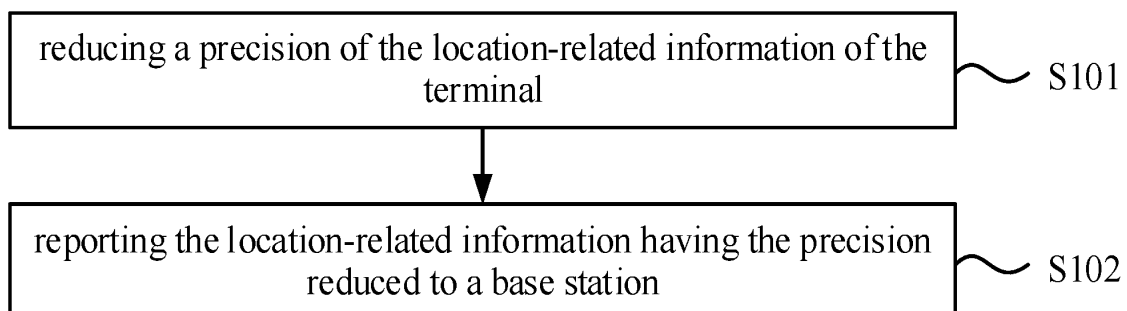 reducing a precision of the location-related information of the
terminal
S101
reporting the location-related information having the precision
reduced to a base station
S102